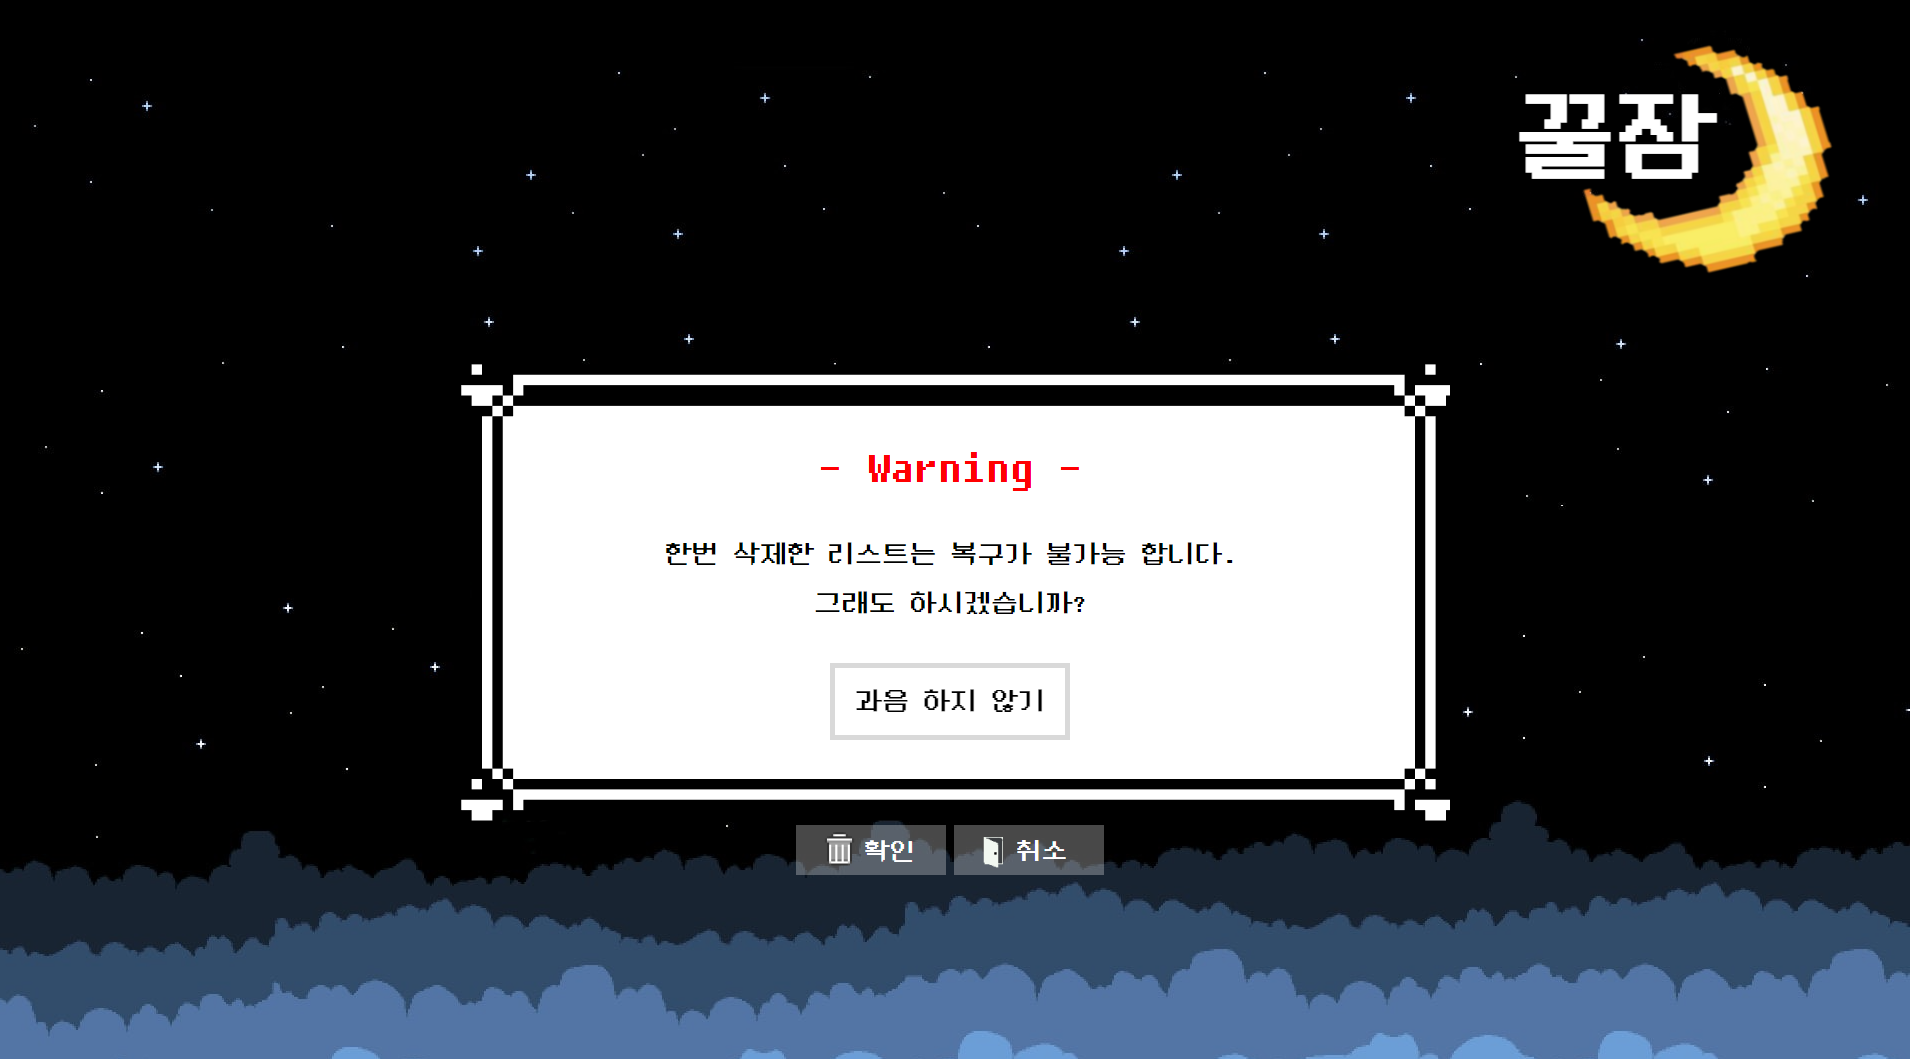 꿀잠
- Warning -
한번 삭제한 리스트는 복구가 불가능 합니다.
그래도 하시겠습니까?
과음 하지 않기
확인
취소